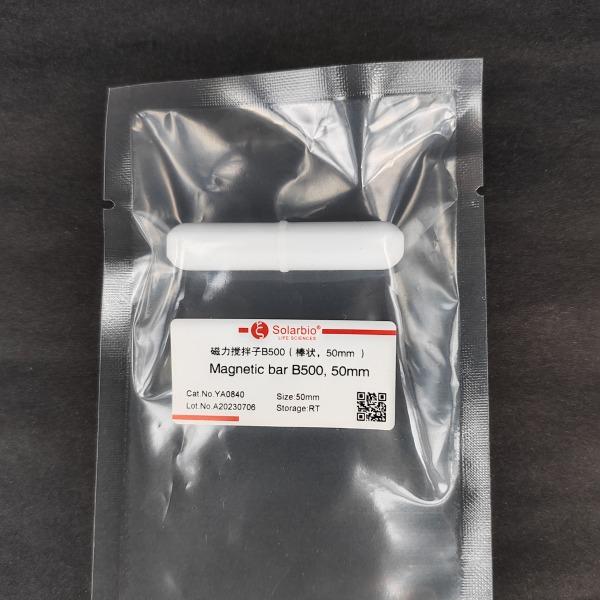 Solarbio®
LIFE SCIENCES
磁力搅拌子B500（棒状，50mm ）
Magnetic bar B500, 50mm
Cat.No.YA0840 Size:50mm
Lot.No.A20230706 Storage:RT